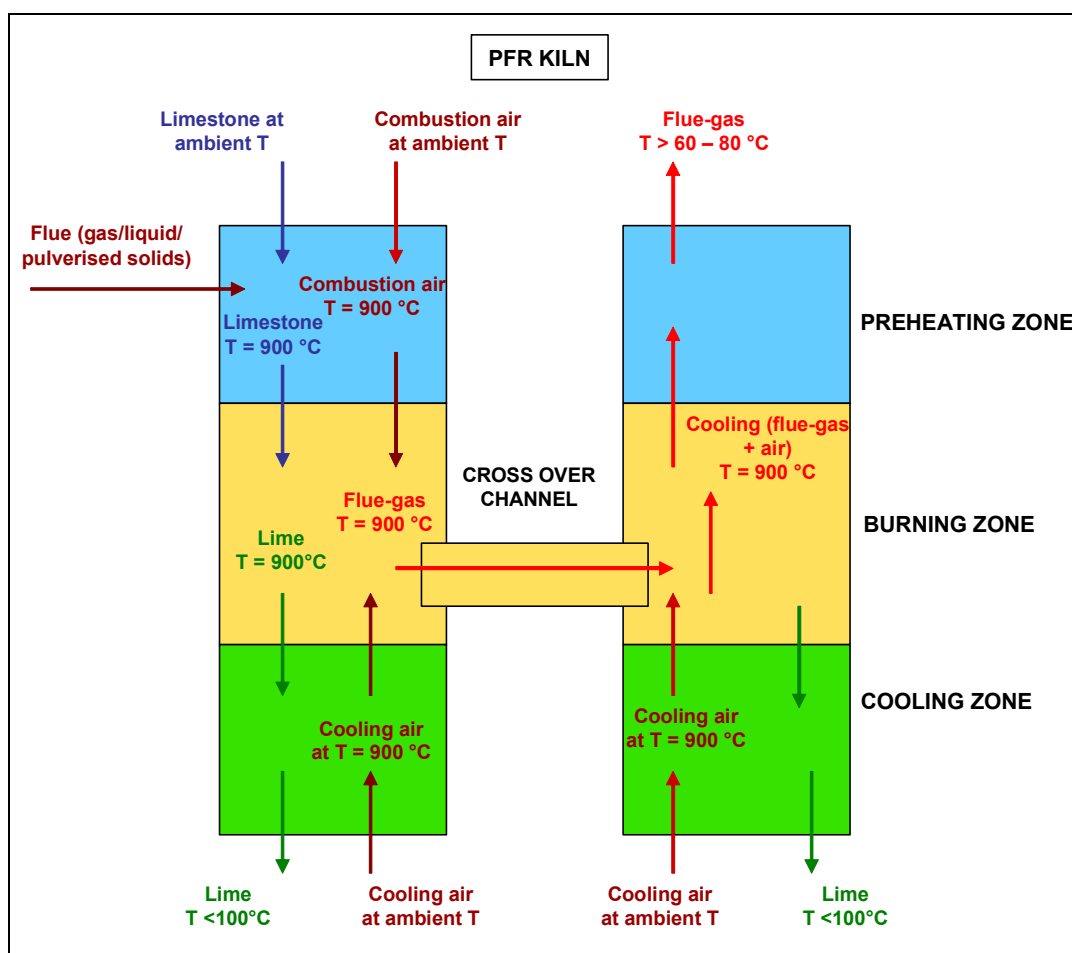 PFR KILN
Limestone at
ambient T
Combustion air
at ambient T
Flue-gas
T > 60 – 80 °C
Flue (gas/liquid/
pulverised solids)
Combustion air
T = 900 °C
Limestone
T = 900 °C
PREHEATING ZONE
Cooling (flue-gas
+ air)
T = 900 °C
CROSS OVER
CHANNEL
Flue-gas
T = 900 °C
Lime
T = 900°C
BURNING ZONE
Cooling air
at T = 900 °C
Cooling air
at T = 900 °C
COOLING ZONE
Lime
T <100°C
Cooling air
at ambient T
Cooling air
at ambient T
Lime
T <100°C